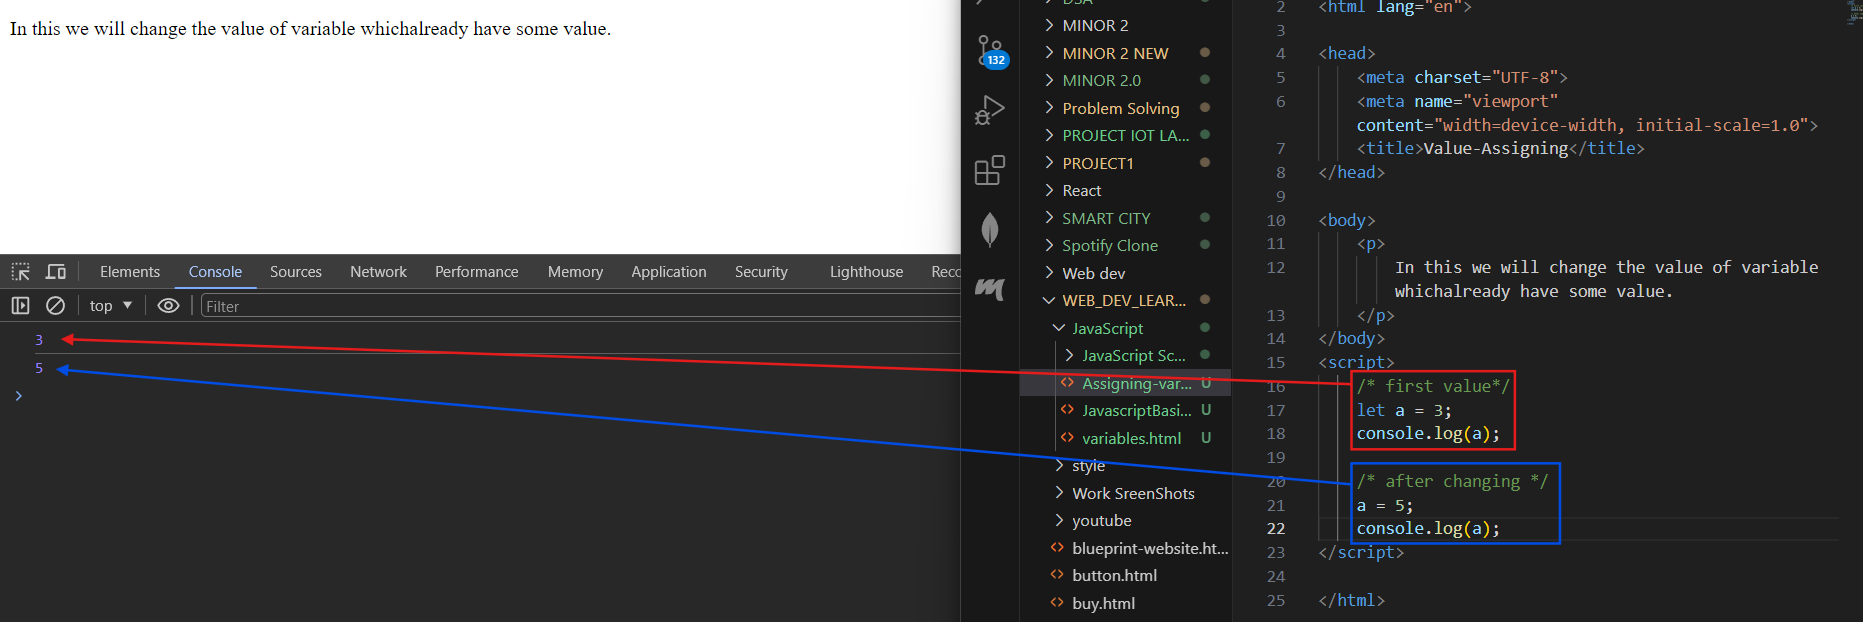 In this we will change the value of variable whichalready have some value.
Elements Console Sources Network Performance Memory Application Security Lighthouse
top ▼ Filter
3
5
>
132
MINOR 2
MINOR 2 NEW
MINOR 2.0
Problem Solving
PROJECT IOT LA...
PROJECT1
React
SMART CITY
Spotify Clone
Web dev
WEB_DEV_LEAR...
JavaScript
JavaScript Sc...
Assigning-var... U
JavascriptBasi... U
variables.html U
style
Work SreenShots
youtube
blueprint-website.ht...
button.html
buy.html
2 <html lang="en">
3
4 <head>
5 <meta charset="UTF-8">
6 <meta name="viewport"
content="width=device-width, initial-scale=1.0">
7 <title>Value-Assigning</title>
8 </head>
9
10 <body>
11 <p>
12 In this we will change the value of variable
whichalready have some value.
13 </p>
14 </body>
15 <script>
16 /* first value*/
17 let a = 3;
18 console.log(a);
19
20 /* after changing */
21 a = 5;
22 console.log(a);
23 </script>
24
25 </html>